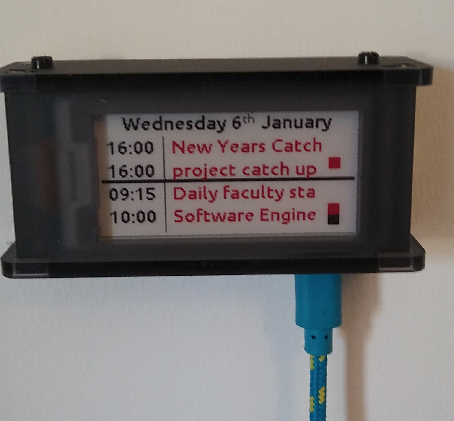 Wednesday 6th January
16:00 New Years Catch
16:00 project catch up
09:15 Daily faculty sta
10:00 Software Engine